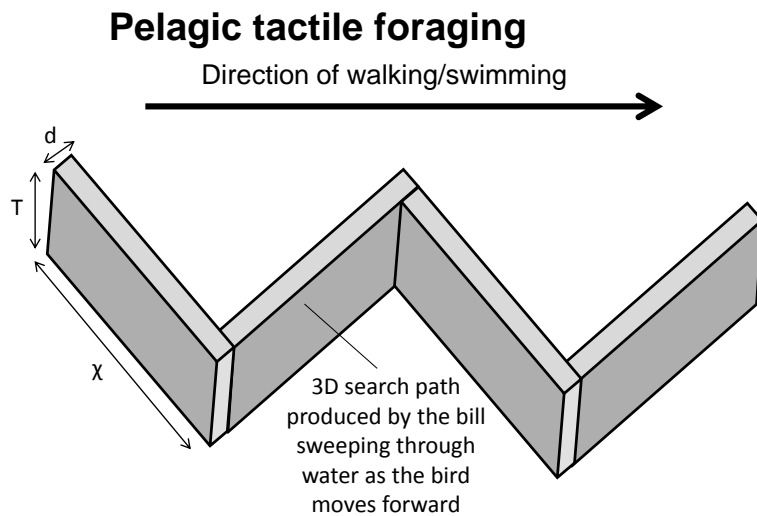 Pelagic tactile foraging
Direction of walking/swimming
d
T
χ
3D search path
produced by the bill
sweeping through
water as the bird
moves forward